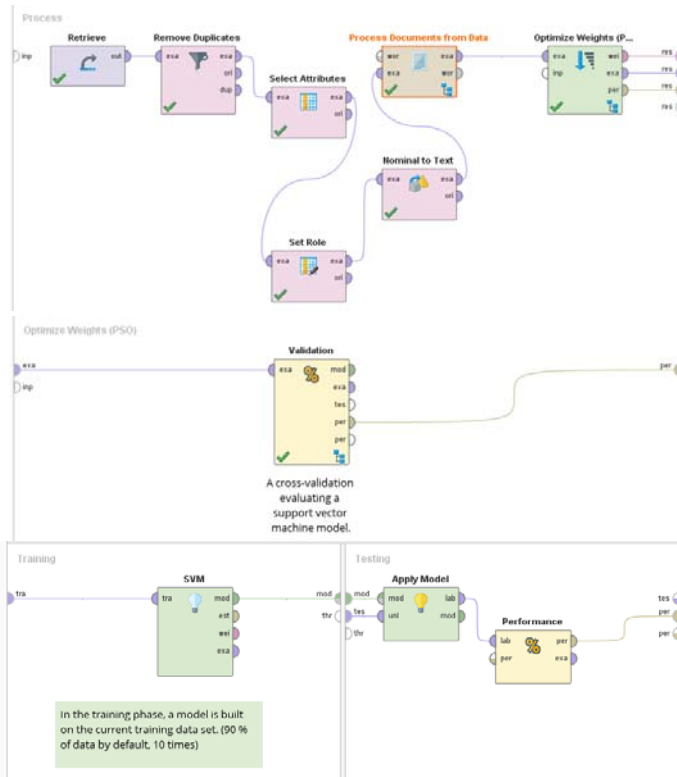 Process
inp
Retrieve
out
Remove Duplicates
exa
exa
ori
dup
Select Attributes
exa
exa
ori
Process Documents from Data
wor
exa
exa
wor
Optimize Weights (P...
exa
wei
inp
exa
per
res
res
res
res
Nominal to Text
exa
exa
ori
Set Role
exa
exa
ori
Optimize Weights (PSO)
exa
inp
Validation
exa
mod
exa
tes
per
per
per
A cross-validation
evaluating a
support vector
machine model.
Training
tra
SVM
tra
mod
est
wei
exa
mod
thr
In the training phase, a model is built
on the current training data set. (90 %
of data by default, 10 times)
Testing
mod
tes
thr
Apply Model
mod
lab
unl
mod
Performance
lab
per
per
exa
tes
per
per